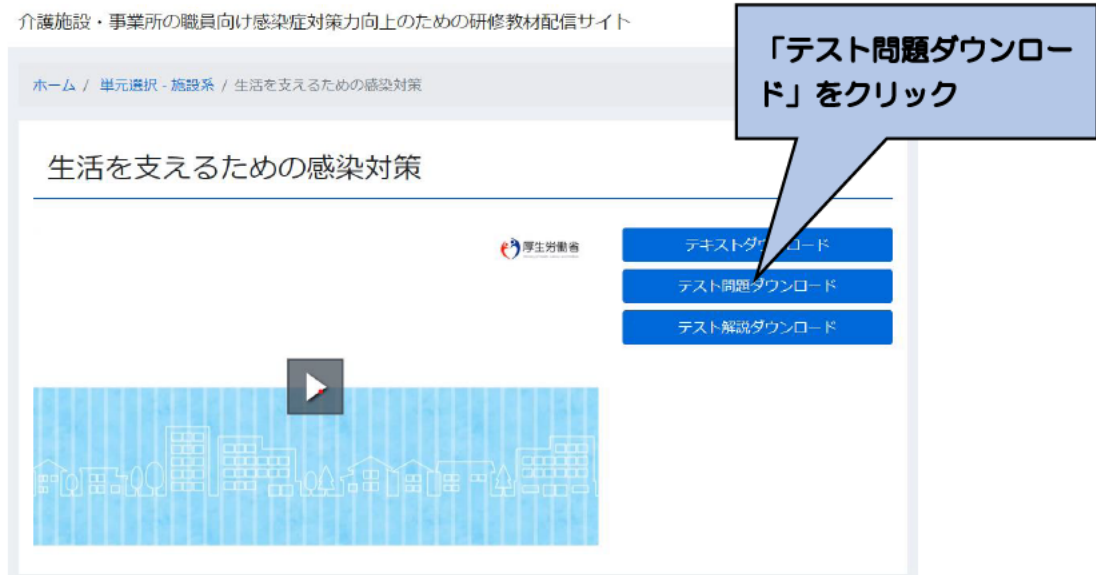 介護施設・事業所の職員向け感染症対策力向上のための研修教材配信サイト
「テスト問題ダウンロー
ド」をクリック
ホーム / 単元選択 - 施設系 / 生活を支えるための感染対策
生活を支えるための感染対策
厚生労働省
テキストダウンロード
テスト問題ダウンロード
テスト解説ダウンロード